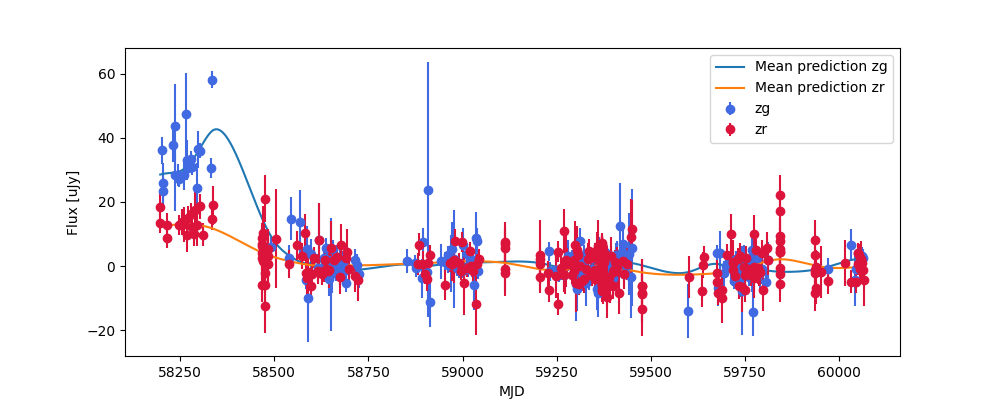 Mean prediction zg
Mean prediction zr
zg
zr
Flux [uJy]
60
40
20
0
−20
58250 58500 58750 59000 59250 59500 59750 60000
MJD